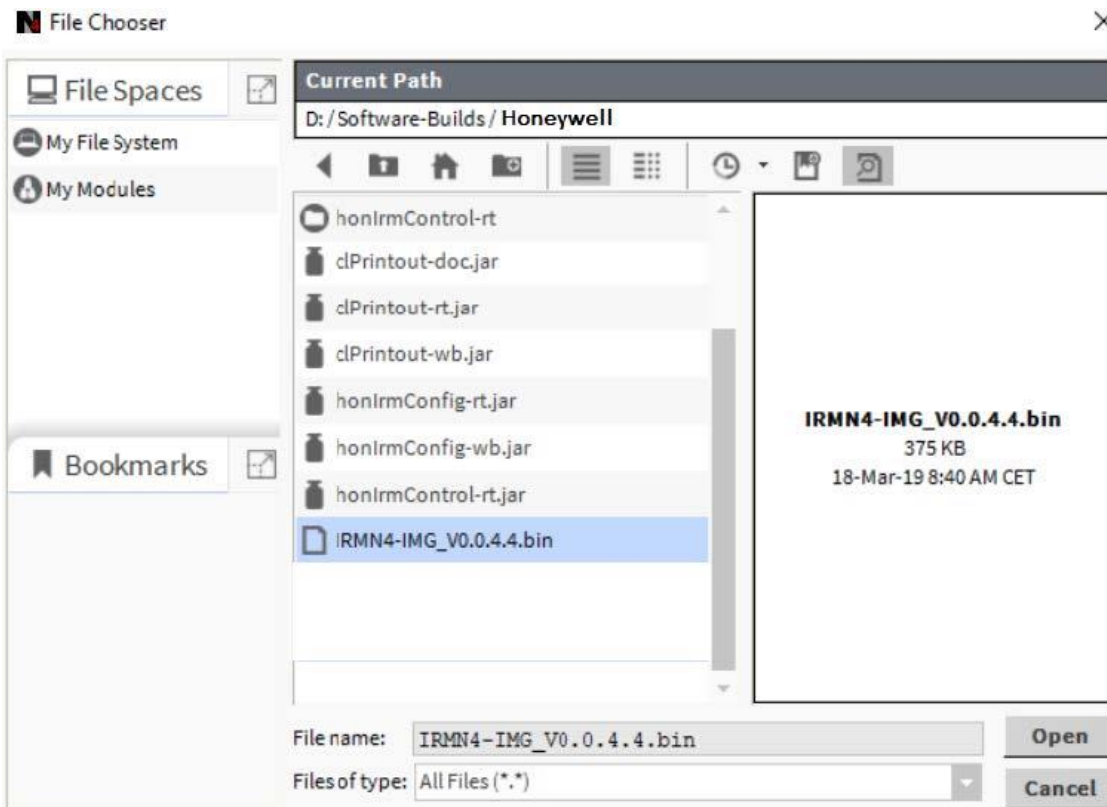 File Chooser
File Spaces
My File System
My Modules
Bookmarks
Current Path
D:/Software-Builds/Honeywell
honIrmControl-rt
clPrintout-doc.jar
clPrintout-rt.jar
clPrintout-wb.jar
honIrmConfig-rt.jar
honIrmConfig-wb.jar
honIrmControl-rt.jar
IRMN4-IMG_V0.0.4.4.bin
IRMN4-IMG_V0.0.4.4.bin
375 KB
18-Mar-19 8:40 AM CET
File name: IRMN4-IMG_V0.0.4.4.bin
Files of type: All Files (*.*)
Open
Cancel